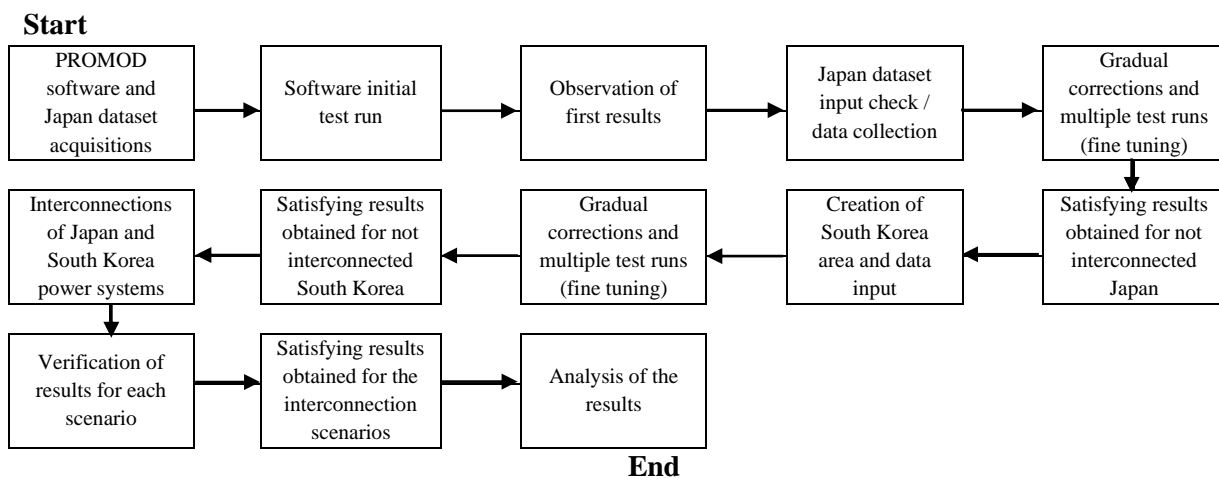 Start
PROMOD
software and
Japan dataset
acquisitions
Software initial
test run
Observation of
first results
Japan dataset
input check /
data collection
Gradual
corrections and
multiple test runs
(fine tuning)
Satisfying results
obtained for not
interconnected
Japan
Creation of
South Korea
area and data
input
Gradual
corrections and
multiple test runs
(fine tuning)
Satisfying results
obtained for not
interconnected
South Korea
Interconnections
of Japan and
South Korea
power systems
Verification of
results for each
scenario
Satisfying results
obtained for the
interconnection
scenarios
Analysis of the
results
End